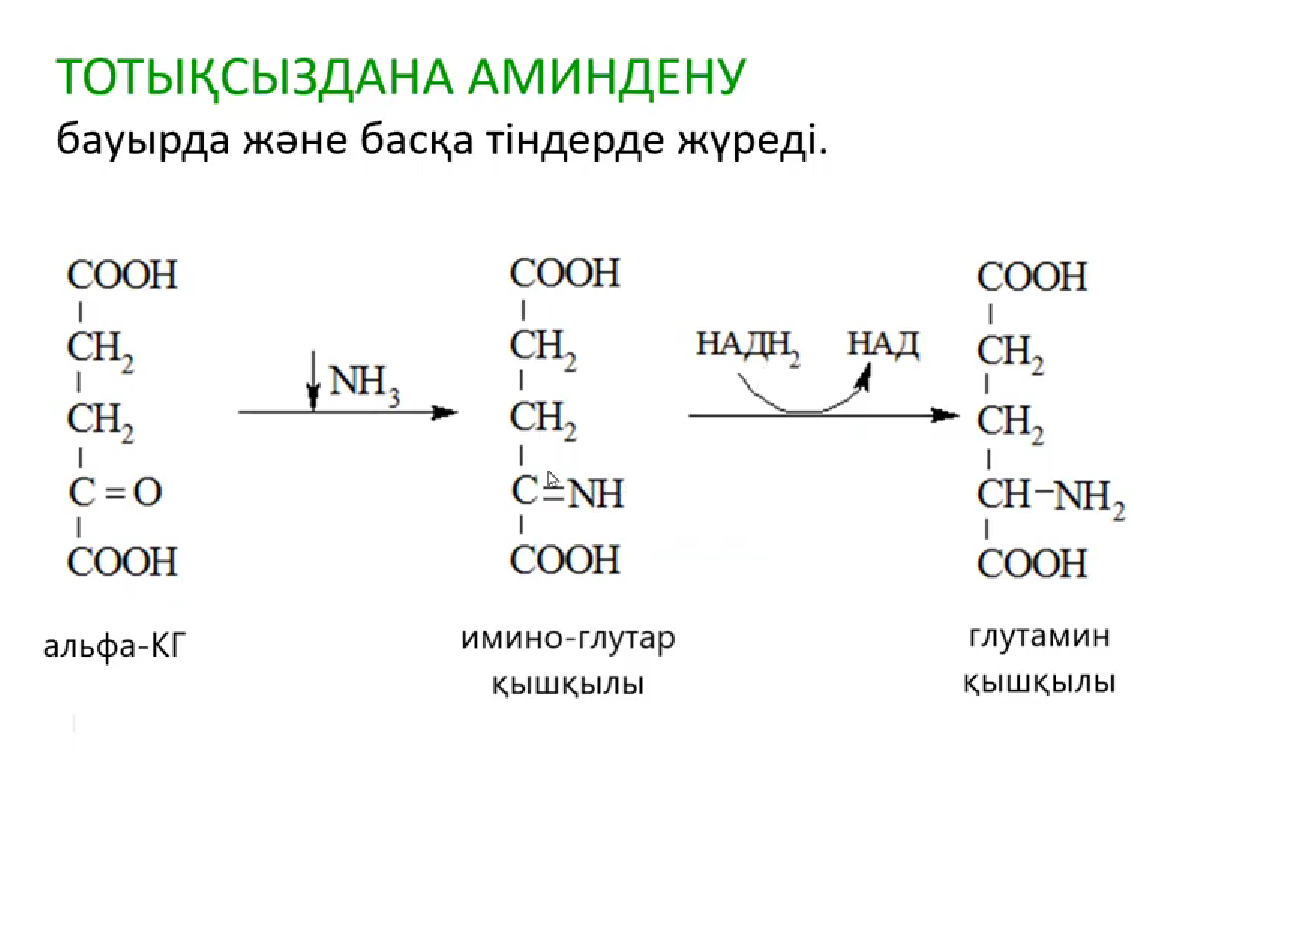 ТОТЫҚСЫЗДАНА АМИНДЕНУ
бауырда және басқа тіндерде жүреді.
COOH
CH2
CH2
C=O
COOH
альфа-КГ
NH3
COOH
CH2
CH2
C=NH
COOH
имино-глутар
қышқылы
НАДН2 НАД
COOH
CH2
CH2
CH-NH2
COOH
глутамин
қышқылы